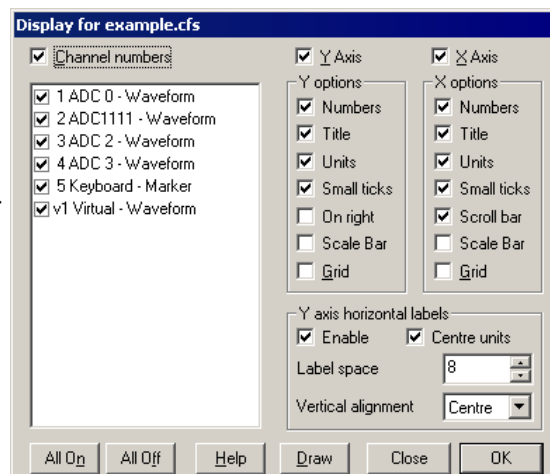 Display for example.cfs
Channel numbers
Y Axis
X Axis
1 ADC 0 - Waveform
2 ADC1111 - Waveform
3 ADC 2 - Waveform
4 ADC 3 - Waveform
5 Keyboard - Marker
v1 Virtual - Waveform
Y options
Numbers
Title
Units
Small ticks
On right
Scale Bar
Grid
X options
Numbers
Title
Units
Small ticks
Scroll bar
Scale Bar
Grid
Y axis horizontal labels
Enable
Centre units
Label space 8
Vertical alignment Centre
All On All Off Help Draw Close OK